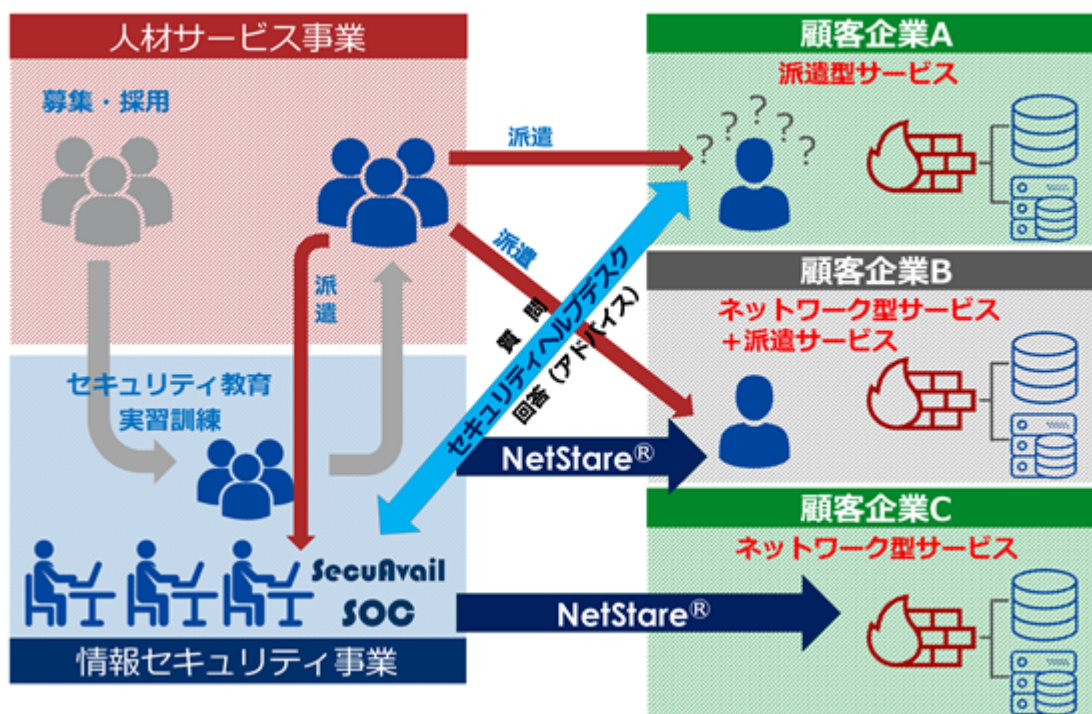 人材サービス事業
募集・採用
派遣
派遣
派遣
セキュリティ教育
実習訓練
質問
セキュリティヘルプデスク
回答（アドバイス）
NetStare®
SecuAvail
SOC
NetStare®
情報セキュリティ事業
顧客企業A
派遣型サービス
? ? ? ? ?
顧客企業B
ネットワーク型サービス
＋派遣サービス
顧客企業C
ネットワーク型サービス